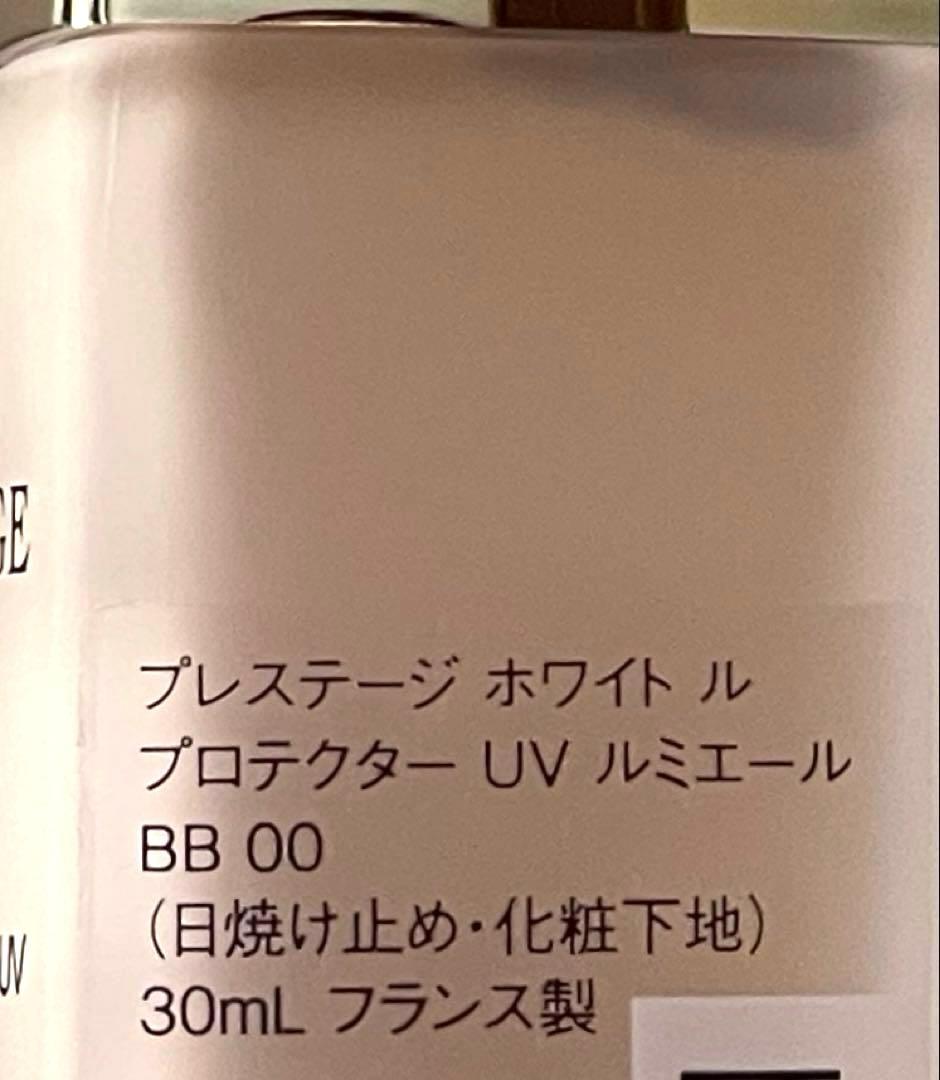 GE
プレステージ ホワイト ル
プロテクター UV ルミエール
BB 00
(日焼け止め・化粧下地)
UV
30mL フランス製